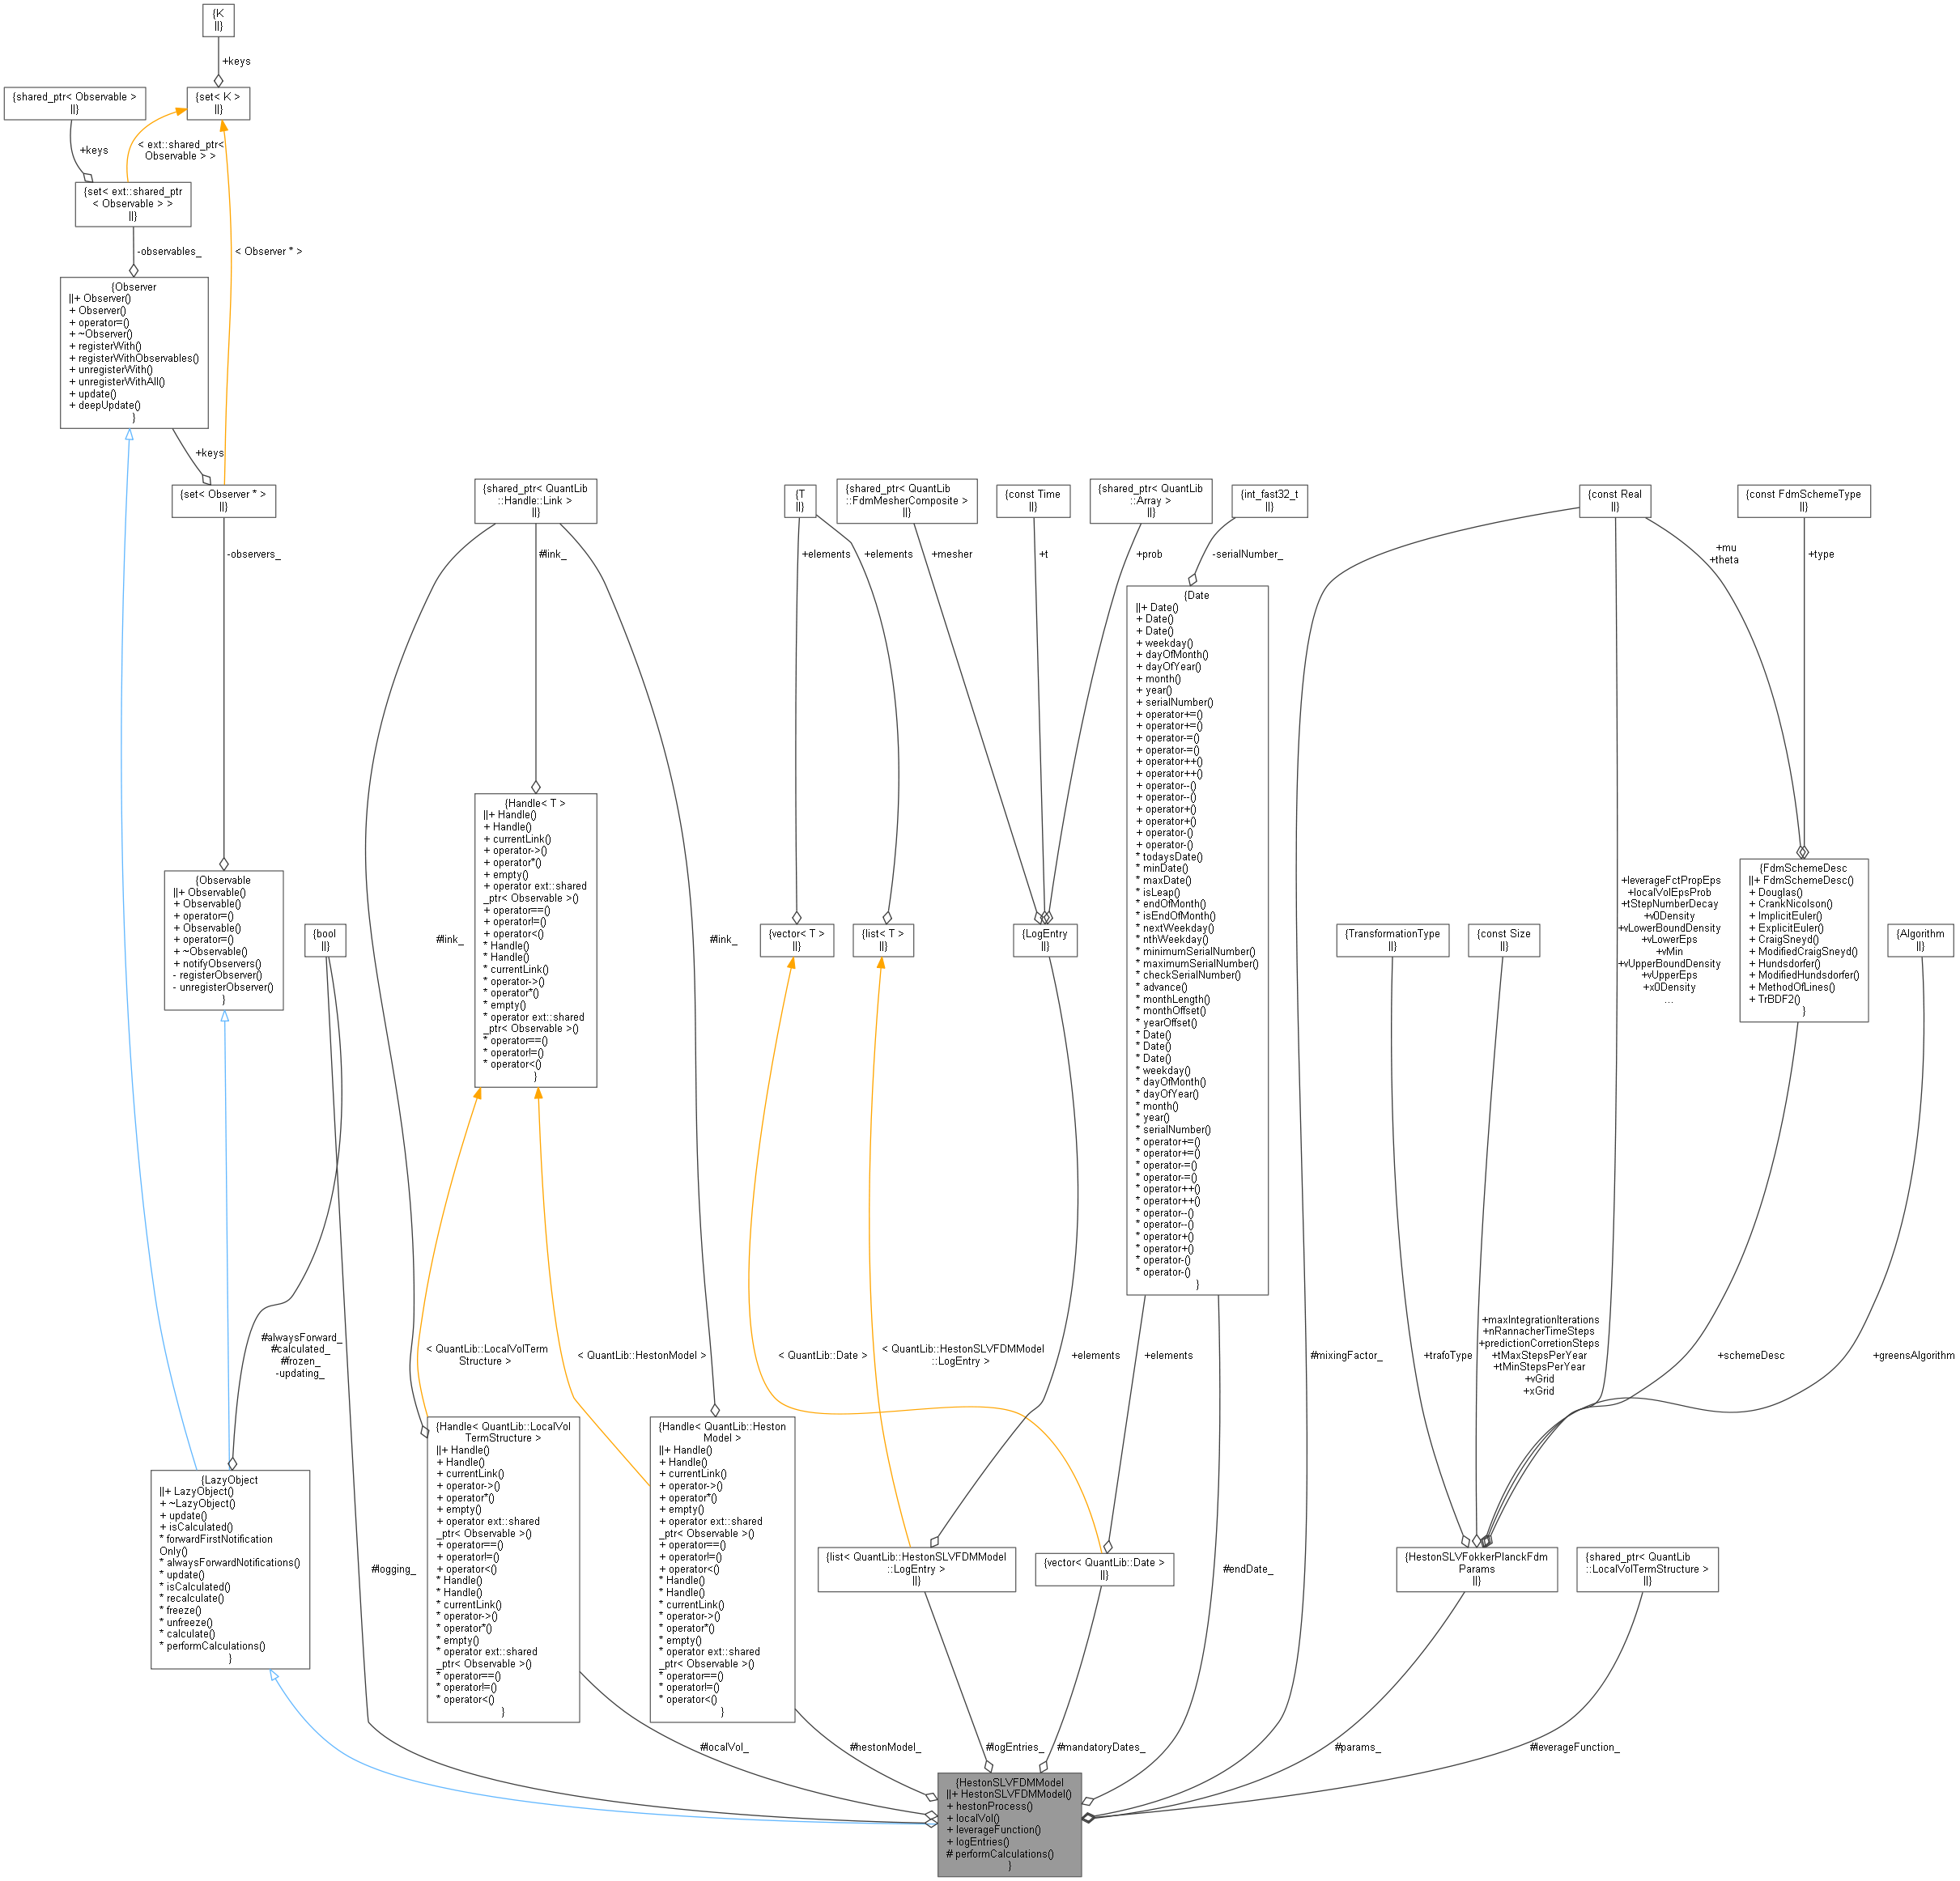 {K
||}
+keys
{shared_ptr< Observable >
||}
{set< K >
||}
+keys
< ext::shared_ptr<
Observable > >
{set< ext::shared_ptr
< Observable > >
||}
-observables_
< Observer * >
{Observer
||+ Observer()
+ Observer()
+ operator=()
+ ~Observer()
+ registerWith()
+ registerWithObservables()
+ unregisterWith()
+ unregisterWithAll()
+ update()
+ deepUpdate()
}
+keys
{set< Observer * >
||}
{shared_ptr< QuantLib
::Handle::Link >
||}
{T
||}
{shared_ptr< QuantLib
::FdmMesherComposite >
||}
{const Time
||}
{shared_ptr< QuantLib
::Array >
||}
{int_fast32_t
||}
{const Real
||}
{const FdmSchemeType
||}
-observers_
#link_
+elements
+elements
+mesher
+t
+prob
-serialNumber_
+mu
+theta
+type
{Date
||+ Date()
+ Date()
+ Date()
+ weekday()
+ dayOfMonth()
+ dayOfYear()
+ month()
+ year()
+ serialNumber()
+ operator+=()
+ operator+=()
+ operator-=()
+ operator-=()
+ operator++()
+ operator++()
+ operator--()
+ operator--()
+ operator+()
+ operator+()
+ operator-()
+ operator-()
* todaysDate()
* minDate()
* maxDate()
* isLeap()
* endOfMonth()
* isEndOfMonth()
* nextWeekday()
* nthWeekday()
* minimumSerialNumber()
* maximumSerialNumber()
* checkSerialNumber()
* advance()
* monthLength()
* monthOffset()
* yearOffset()
* Date()
* Date()
* Date()
* weekday()
* dayOfMonth()
* dayOfYear()
* month()
* year()
* serialNumber()
* operator+=()
* operator+=()
* operator-=()
* operator-=()
* operator++()
* operator++()
* operator--()
* operator--()
* operator+()
* operator+()
* operator-()
* operator-()
}
{Handle< T >
||+ Handle()
+ Handle()
+ currentLink()
+ operator->()
+ operator*()
+ empty()
+ operator ext::shared
_ptr< Observable >()
+ operator==()
+ operator!=()
+ operator<()
* Handle()
* Handle()
* currentLink()
* operator->()
* operator*()
* empty()
* operator ext::shared
_ptr< Observable >()
* operator==()
* operator!=()
* operator<()
}
{Observable
||+ Observable()
+ Observable()
+ operator=()
+ Observable()
+ operator=()
+ ~Observable()
+ notifyObservers()
- registerObserver()
- unregisterObserver()
}
{bool
||}
#link_
#link_
{vector< T >
||}
{list< T >
||}
{LogEntry
||}
{TransformationType
||}
{const Size
||}
+leverageFctPropEps
+localVolEpsProb
+tStepNumberDecay
+v0Density
+vLowerBoundDensity
+vLowerEps
+vMin
+vUpperBoundDensity
+vUpperEps
+x0Density
...
{FdmSchemeDesc
||+ FdmSchemeDesc()
+ Douglas()
+ CrankNicolson()
+ ImplicitEuler()
+ ExplicitEuler()
+ CraigSneyd()
+ ModifiedCraigSneyd()
+ Hundsdorfer()
+ ModifiedHundsdorfer()
+ MethodOfLines()
+ TrBDF2()
}
{Algorithm
||}
#alwaysForward_
#calculated_
#frozen_
-updating_
< QuantLib::LocalVolTerm
Structure >
< QuantLib::HestonModel >
< QuantLib::Date >
< QuantLib::HestonSLVFDMModel
::LogEntry >
+elements
+elements
#mixingFactor_
+trafoType
+maxIntegrationIterations
+nRannacherTimeSteps
+predictionCorretionSteps
+tMaxStepsPerYear
+tMinStepsPerYear
+vGrid
+xGrid
+schemeDesc
+greensAlgorithm
{LazyObject
||+ LazyObject()
+ ~LazyObject()
+ update()
+ isCalculated()
* forwardFirstNotification
Only()
* alwaysForwardNotifications()
* update()
* isCalculated()
* recalculate()
* freeze()
* unfreeze()
* calculate()
* performCalculations()
}
#logging_
{Handle< QuantLib::LocalVol
TermStructure >
||+ Handle()
+ Handle()
+ currentLink()
+ operator->()
+ operator*()
+ empty()
+ operator ext::shared
_ptr< Observable >()
+ operator==()
+ operator!=()
+ operator<()
* Handle()
* Handle()
* currentLink()
* operator->()
* operator*()
* empty()
* operator ext::shared
_ptr< Observable >()
* operator==()
* operator!=()
* operator<()
}
{Handle< QuantLib::Heston
Model >
||+ Handle()
+ Handle()
+ currentLink()
+ operator->()
+ operator*()
+ empty()
+ operator ext::shared
_ptr< Observable >()
+ operator==()
+ operator!=()
+ operator<()
* Handle()
* Handle()
* currentLink()
* operator->()
* operator*()
* empty()
* operator ext::shared
_ptr< Observable >()
* operator==()
* operator!=()
* operator<()
}
{list< QuantLib::HestonSLVFDMModel
::LogEntry >
||}
{vector< QuantLib::Date >
||}
#endDate_
{HestonSLVFokkerPlanckFdm
Params
||}
{shared_ptr< QuantLib
::LocalVolTermStructure >
||}
#localVol_
#hestonModel_
#logEntries_
#mandatoryDates_
#params_
#leverageFunction_
{HestonSLVFDMModel
||+ HestonSLVFDMModel()
+ hestonProcess()
+ localVol()
+ leverageFunction()
+ logEntries()
# performCalculations()
}